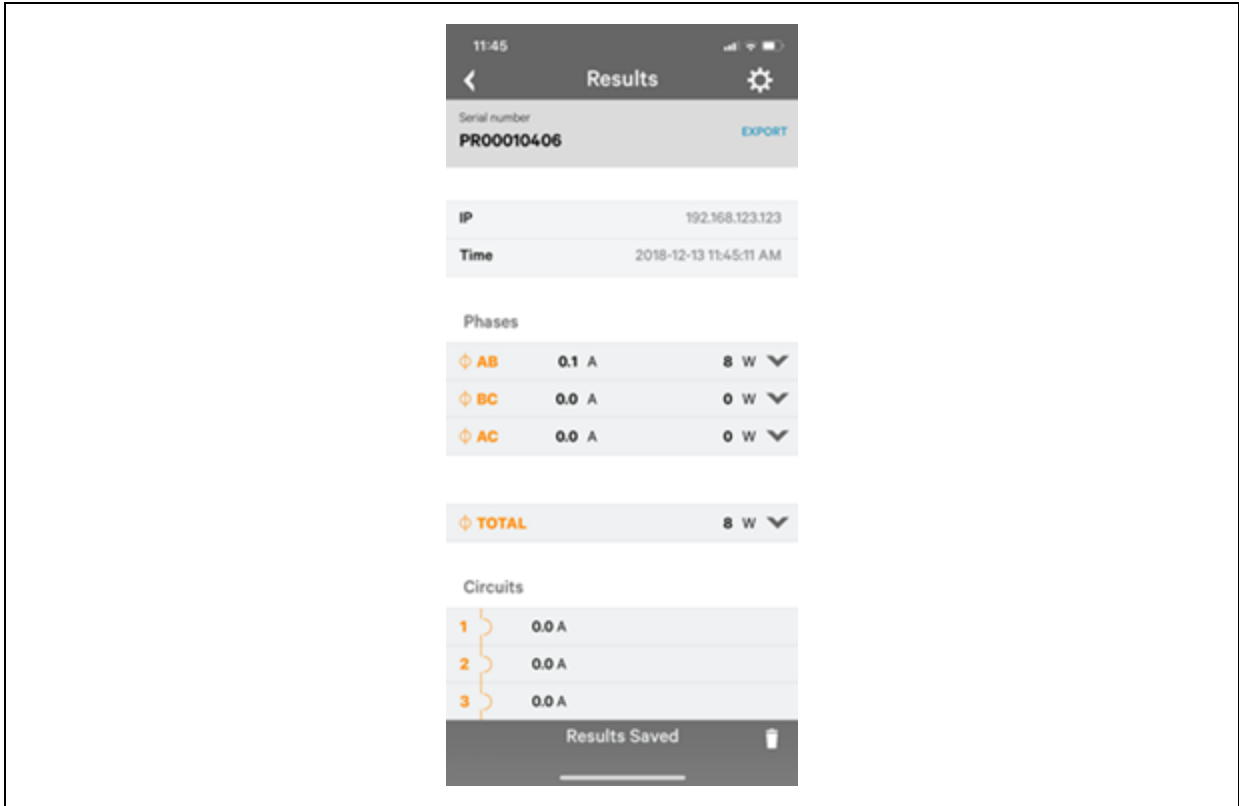 11:45
Results
Serial number
PR00010406
EXPORT
IP 192.168.123.123
Time 2018-12-13 11:45:11 AM
Phases
AB 0.1 A 8 W
BC 0.0 A 0 W
AC 0.0 A 0 W
TOTAL 8 W
Circuits
1 0.0 A
2 0.0 A
3 0.0 A
Results Saved